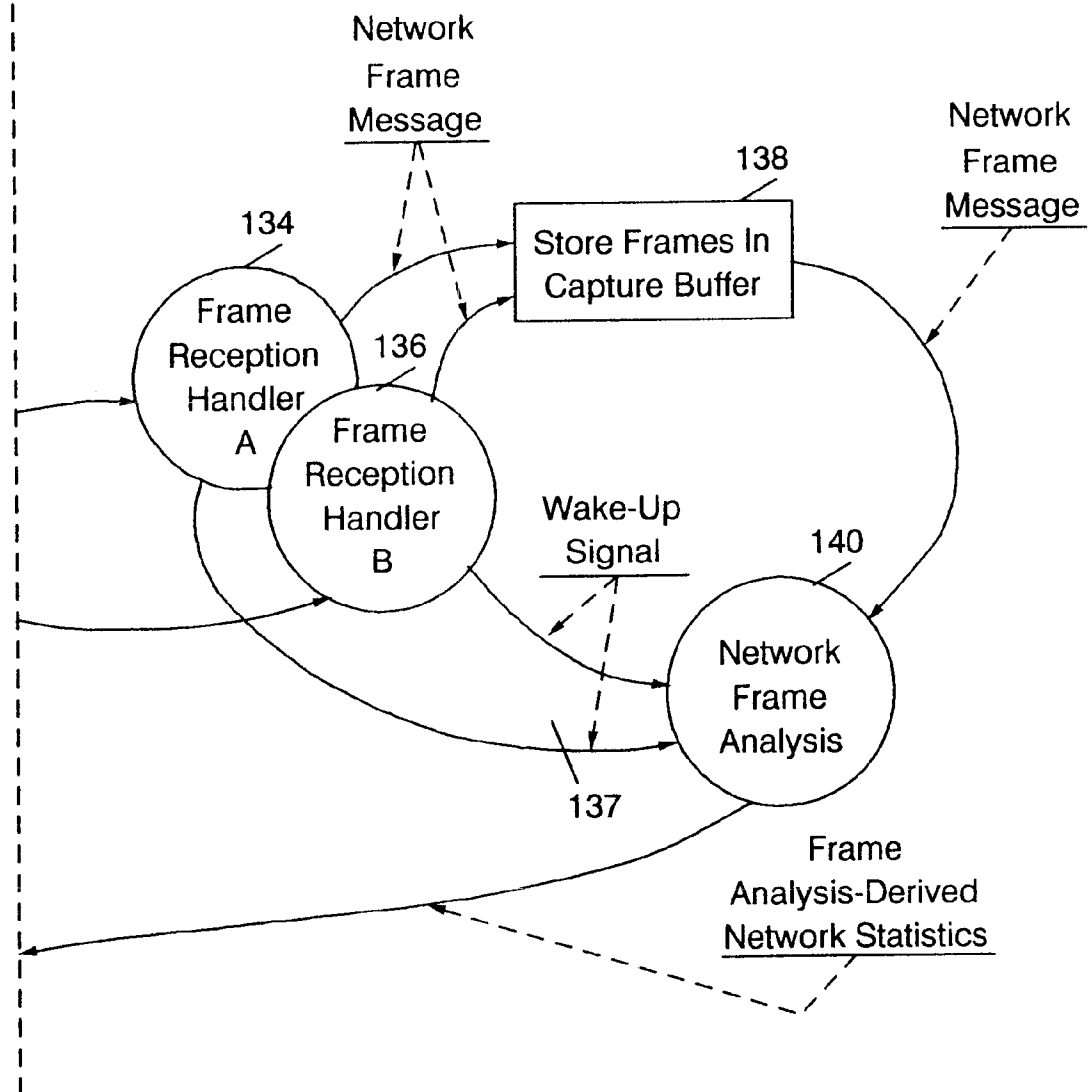 Network
Frame
Message
134
Frame
Reception
Handler
A
136
Frame
Reception
Handler
B
138
Store Frames In
Capture Buffer
Network
Frame
Message
Wake-Up
Signal
137
140
Network
Frame
Analysis
Frame
Analysis-Derived
Network Statistics